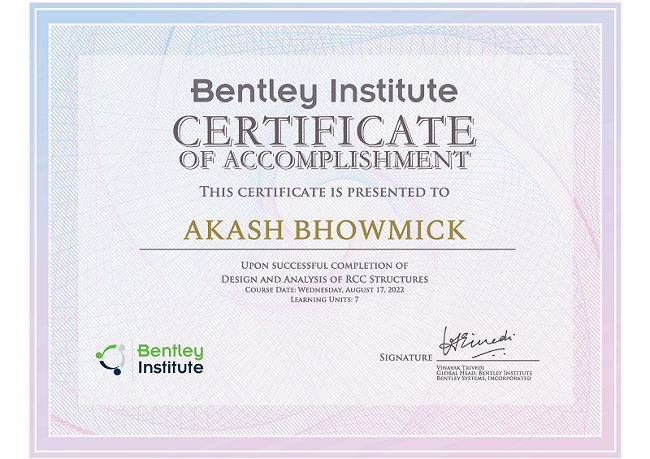 Bentley Institute
CERTIFICATE
OF ACCOMPLISHMENT
THIS CERTIFICATE IS PRESENTED TO
AKASH BHOWMICK
UPON SUCCESSFUL COMPLETION OF
DESIGN AND ANALYSIS OF RCC STRUCTURES
COURSE DATE: WEDNESDAY, AUGUST 17, 2022
LEARNING UNITS: 7
Bentley
Institute
SIGNATURE
VINAYAK TRIVEDI
GLOBAL HEAD, BENTLEY INSTITUTE
BENTLEY SYSTEMS, INCORPORATED